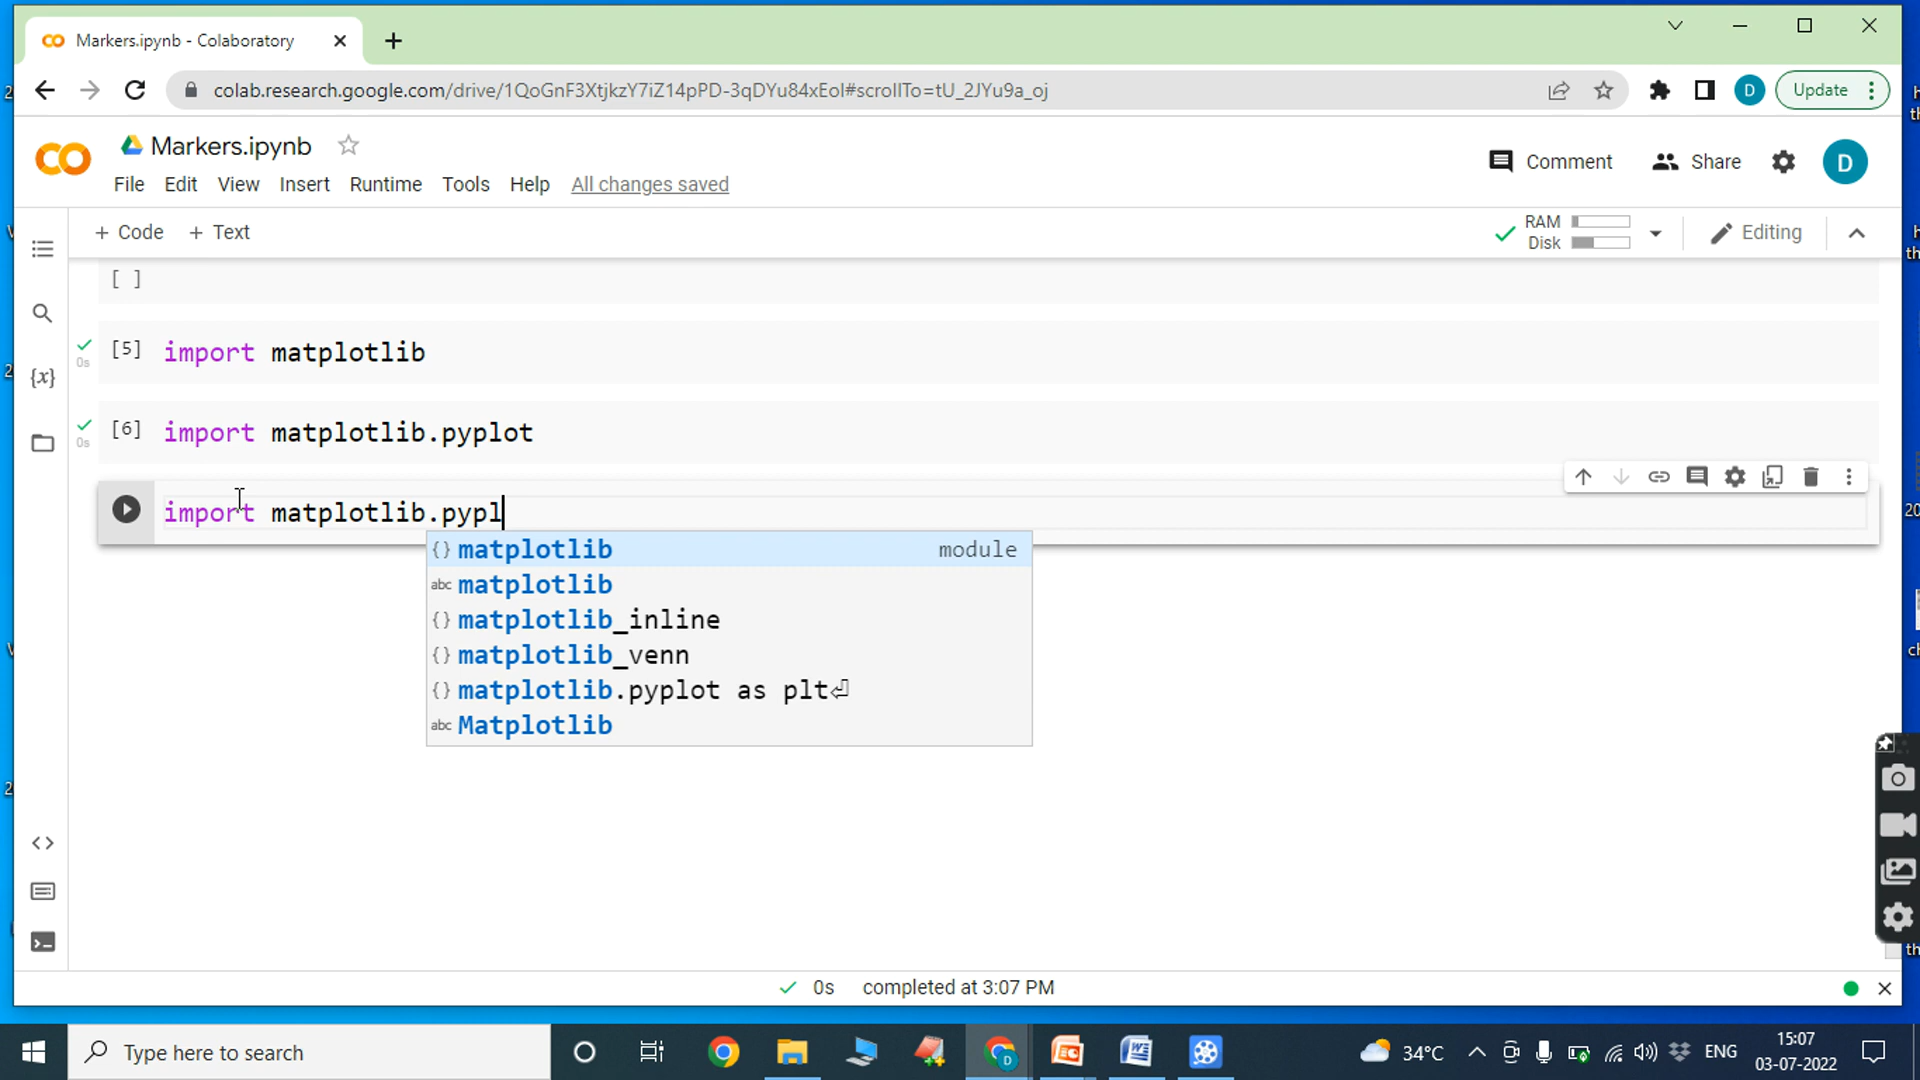 Markers.ipynb - Colaboratory
colab.research.google.com/drive/1QoGnF3XtjkzY7iZ14pPD-3qDYu84xEoI#scrollTo=tU_2JYu9a_oj
D
Update
Markers.ipynb
Comment
Share
D
File Edit View Insert Runtime Tools Help All changes saved
+ Code + Text
RAM
Disk
Editing
[ ]
[5] import matplotlib
0s
{x}
[6] import matplotlib.pyplot
0s
import matplotlib.pypl
{} matplotlib module
abc matplotlib
{} matplotlib_inline
{} matplotlib_venn
{} matplotlib.pyplot as plt⏎
abc Matplotlib
0s completed at 3:07 PM
Type here to search
34°C
ENG
15:07
03-07-2022